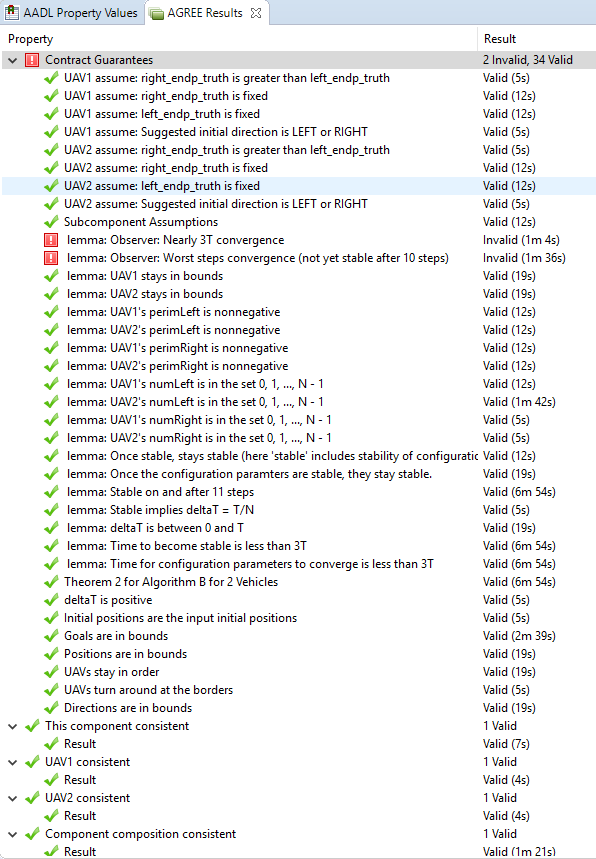 AADL Property Values AGREE Results
Property Result
Contract Guarantees 2 Invalid, 34 Valid
UAV1 assume: right_endp_truth is greater than left_endp_truth Valid (5s)
UAV1 assume: right_endp_truth is fixed Valid (12s)
UAV1 assume: left_endp_truth is fixed Valid (12s)
UAV1 assume: Suggested initial direction is LEFT or RIGHT Valid (5s)
UAV2 assume: right_endp_truth is greater than left_endp_truth Valid (5s)
UAV2 assume: right_endp_truth is fixed Valid (12s)
UAV2 assume: left_endp_truth is fixed Valid (12s)
UAV2 assume: Suggested initial direction is LEFT or RIGHT Valid (5s)
Subcomponent Assumptions Valid (12s)
lemma: Observer: Nearly 3T convergence Invalid (1m 4s)
lemma: Observer: Worst steps convergence (not yet stable after 10 steps) Invalid (1m 36s)
lemma: UAV1 stays in bounds Valid (19s)
lemma: UAV2 stays in bounds Valid (19s)
lemma: UAV1's perimLeft is nonnegative Valid (12s)
lemma: UAV2's perimLeft is nonnegative Valid (12s)
lemma: UAV1's perimRight is nonnegative Valid (12s)
lemma: UAV2's perimRight is nonnegative Valid (12s)
lemma: UAV1's numLeft is in the set 0, 1, ..., N - 1 Valid (12s)
lemma: UAV2's numLeft is in the set 0, 1, ..., N - 1 Valid (1m 42s)
lemma: UAV1's numRight is in the set 0, 1, ..., N - 1 Valid (5s)
lemma: UAV2's numRight is in the set 0, 1, ..., N - 1 Valid (5s)
lemma: Once stable, stays stable (here 'stable' includes stability of configuratio Valid (12s)
lemma: Once the configuration paramters are stable, they stay stable. Valid (19s)
lemma: Stable on and after 11 steps Valid (6m 54s)
lemma: Stable implies deltaT = T/N Valid (5s)
lemma: deltaT is between 0 and T Valid (19s)
lemma: Time to become stable is less than 3T Valid (6m 54s)
lemma: Time for configuration parameters to converge is less than 3T Valid (6m 54s)
Theorem 2 for Algorithm B for 2 Vehicles Valid (6m 54s)
deltaT is positive Valid (5s)
Initial positions are the input initial positions Valid (5s)
Goals are in bounds Valid (2m 39s)
Positions are in bounds Valid (19s)
UAVs stay in order Valid (19s)
UAVs turn around at the borders Valid (5s)
Directions are in bounds Valid (19s)
This component consistent 1 Valid
Result Valid (7s)
UAV1 consistent 1 Valid
Result Valid (4s)
UAV2 consistent 1 Valid
Result Valid (4s)
Component composition consistent 1 Valid
Result Valid (1m 21s)